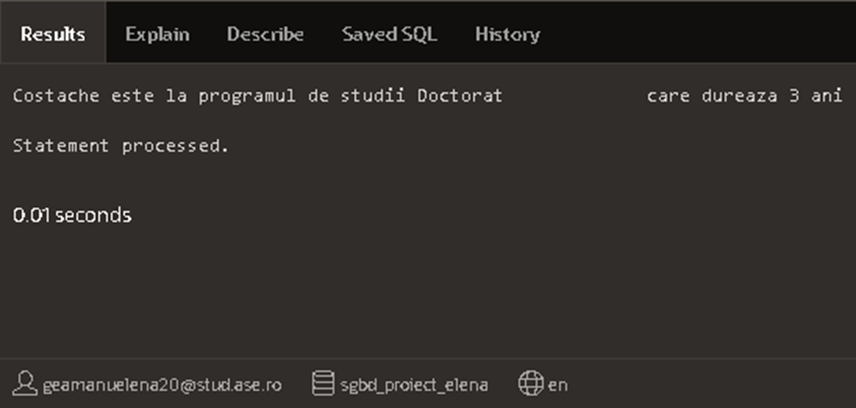 Results Explain Describe Saved SQL History
Costache este la programul de studii Doctorat care dureaza 3 ani
Statement processed.
0.01 seconds
geamanuelena20@stud.ase.ro sgbd_proiect_elena en